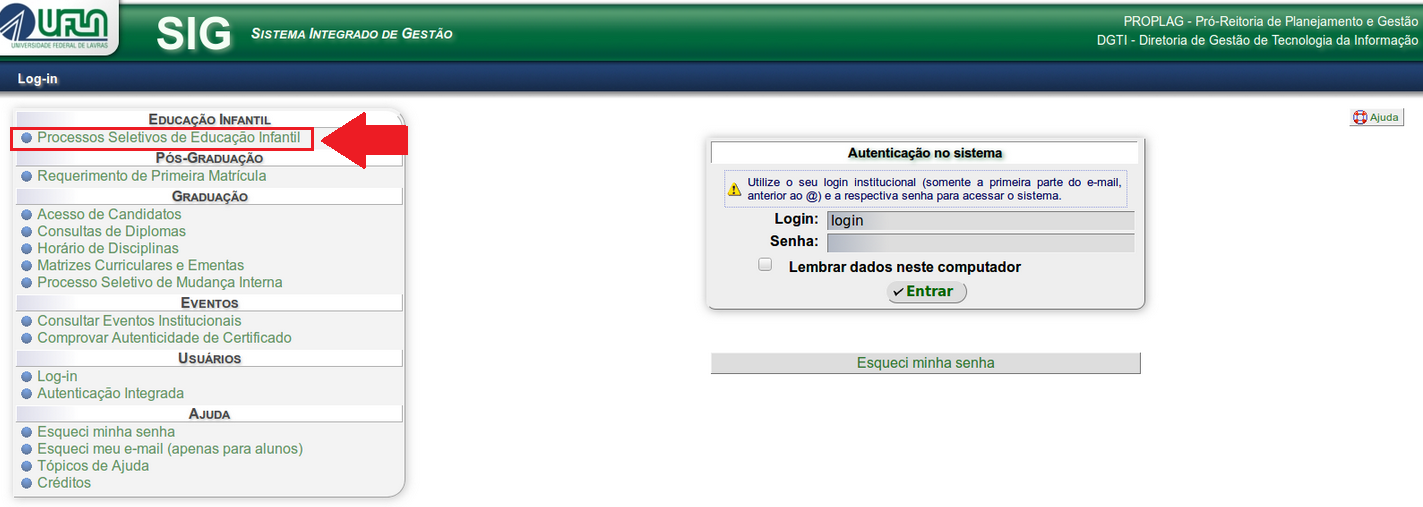 UFLA
UNIVERSIDADE FEDERAL DE LAVRAS
SIG
SISTEMA INTEGRADO DE GESTÃO
PROPLAG - Pró-Reitoria de Planejamento e Gestão
DGTI - Diretoria de Gestão de Tecnologia da Informação
Log-in
EDUCAÇÃO INFANTIL
Processos Seletivos de Educação Infantil
PÓS-GRADUAÇÃO
Requerimento de Primeira Matrícula
GRADUAÇÃO
Acesso de Candidatos
Consultas de Diplomas
Horário de Disciplinas
Matrizes Curriculares e Ementas
Processo Seletivo de Mudança Interna
EVENTOS
Consultar Eventos Institucionais
Comprovar Autenticidade de Certificado
USUÁRIOS
Log-in
Autenticação Integrada
AJUDA
Esqueci minha senha
Esqueci meu e-mail (apenas para alunos)
Tópicos de Ajuda
Créditos
Ajuda
Autenticação no sistema
Utilize o seu login institucional (somente a primeira parte do e-mail,
anterior ao @) e a respectiva senha para acessar o sistema.
Login: login
Senha:
Lembrar dados neste computador
Entrar
Esqueci minha senha